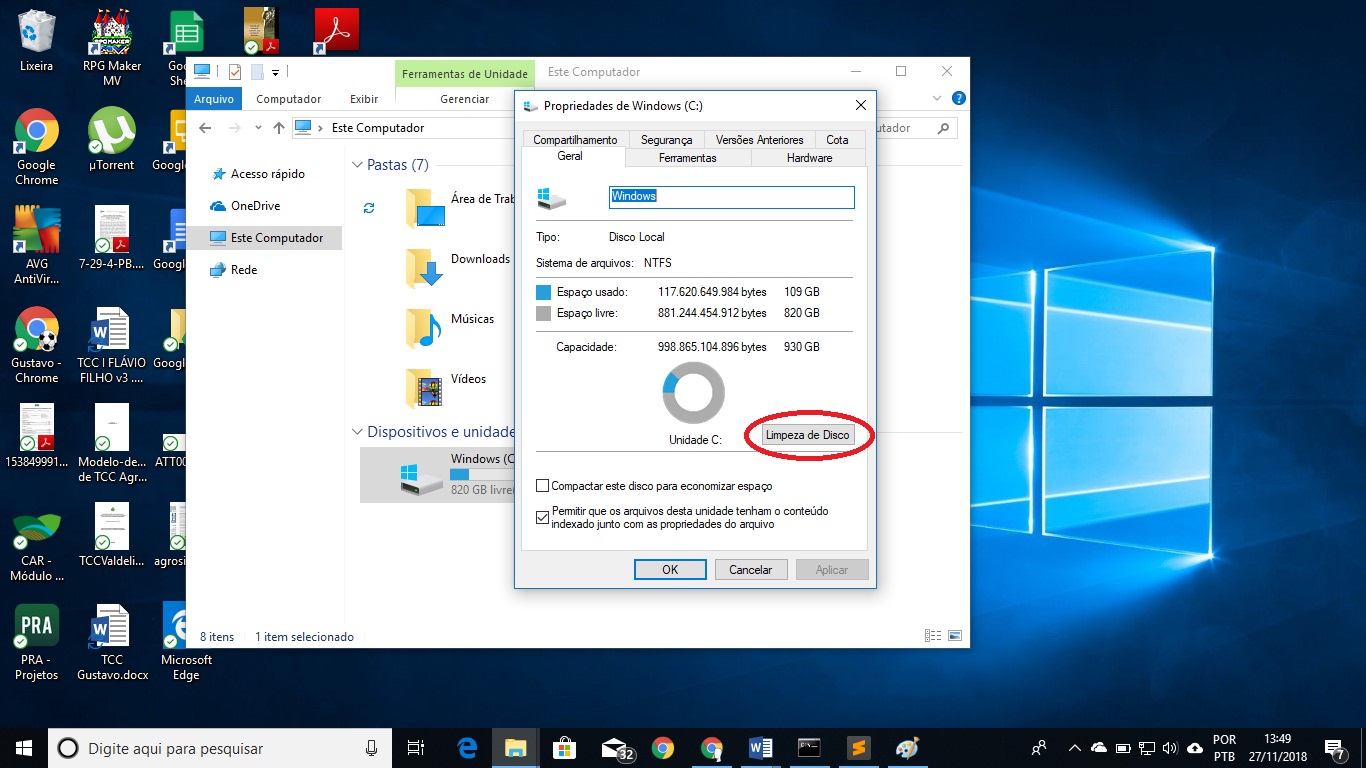 Lixeira
RPG Maker
MV
Goo
She
Google
Chrome
µTorrent
Google
AVG
AntiVir...
7-29-4-PB....
Google
Gustavo -
Chrome
TCC I FLÁVIO
FILHO v3 ....
Google
153849991...
Modelo-de...
de TCC Agr...
ATT00
CAR -
Módulo ...
TCCValdeli...
agrosi
PRA
PRA -
Projetos
TCC
Gustavo.docx
Microsoft
Edge
Ferramentas de Unidade
Este Computador
Arquivo
Computador
Exibir
Gerenciar
Este Computador
utador
Acesso rápido
OneDrive
Este Computador
Rede
Pastas (7)
Área de Trab
Downloads
Músicas
Vídeos
Dispositivos e unidade
Windows (C
820 GB livre
8 itens
1 item selecionado
Propriedades de Windows (C:)
Compartilhamento
Segurança
Versões Anteriores
Cota
Geral
Ferramentas
Hardware
Windows
Tipo: Disco Local
Sistema de arquivos: NTFS
Espaço usado: 117.620.649.984 bytes 109 GB
Espaço livre: 881.244.454.912 bytes 820 GB
Capacidade: 998.865.104.896 bytes 930 GB
Unidade C:
Limpeza de Disco
Compactar este disco para economizar espaço
Permitir que os arquivos desta unidade tenham o conteúdo
indexado junto com as propriedades do arquivo
OK
Cancelar
Aplicar
Digite aqui para pesquisar
32
POR
PTB
13:49
27/11/2018
7